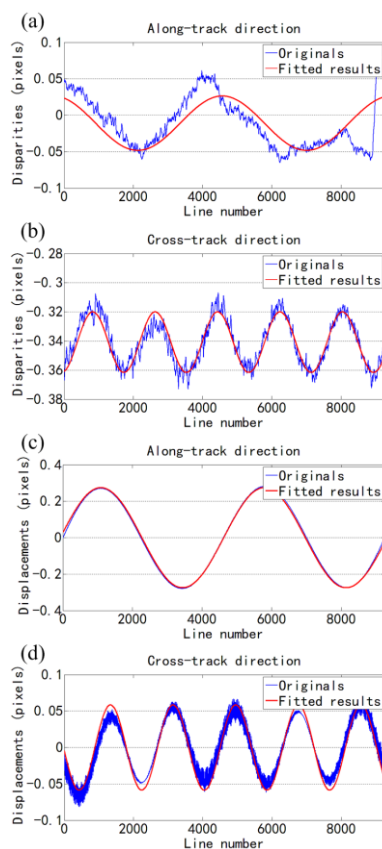 (a)
Along-track direction
Disparities (pixels)
0.1
0.05
0
-0.05
-0.1
Originals
Fitted results
0 2000 4000 6000 8000
Line number
(b)
Cross-track direction
Disparities (pixels)
-0.28
-0.3
-0.33
-0.36
-0.38
Originals
Fitted results
0 2000 4000 6000 8000
Line number
(c)
Along-track direction
Displacements (pixels)
0.4
0.2
0
-0.2
-0.4
Originals
Fitted results
0 2000 4000 6000 8000
Line number
(d)
Cross-track direction
Displacements (pixels)
0.1
0.05
0
-0.05
-0.1
Originals
Fitted results
0 2000 4000 6000 8000
Line number